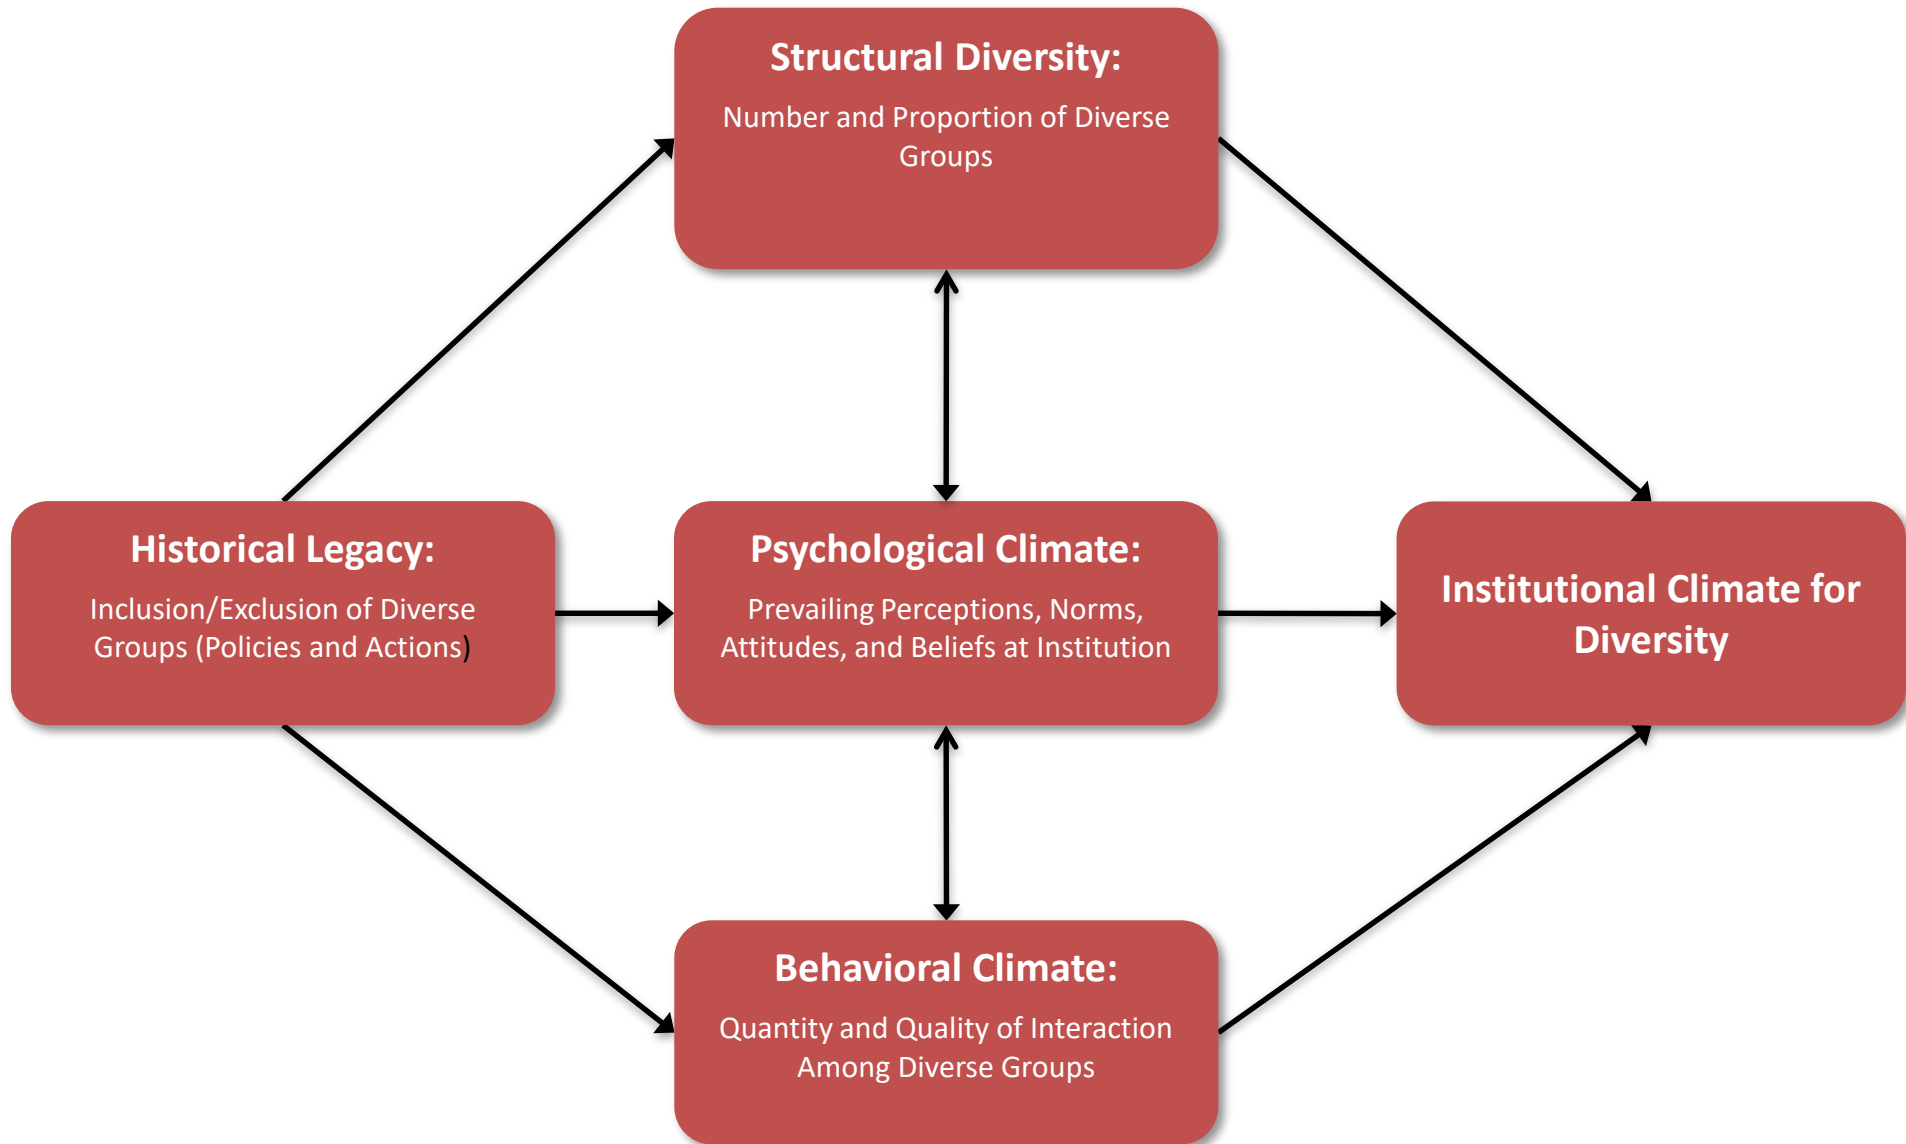 Structural Diversity:
Number and Proportion of Diverse
Groups
Historical Legacy:
Inclusion/Exclusion of Diverse
Groups (Policies and Actions)
Psychological Climate:
Prevailing Perceptions, Norms,
Attitudes, and Beliefs at Institution
Institutional Climate for
Diversity
Behavioral Climate:
Quantity and Quality of Interaction
Among Diverse Groups